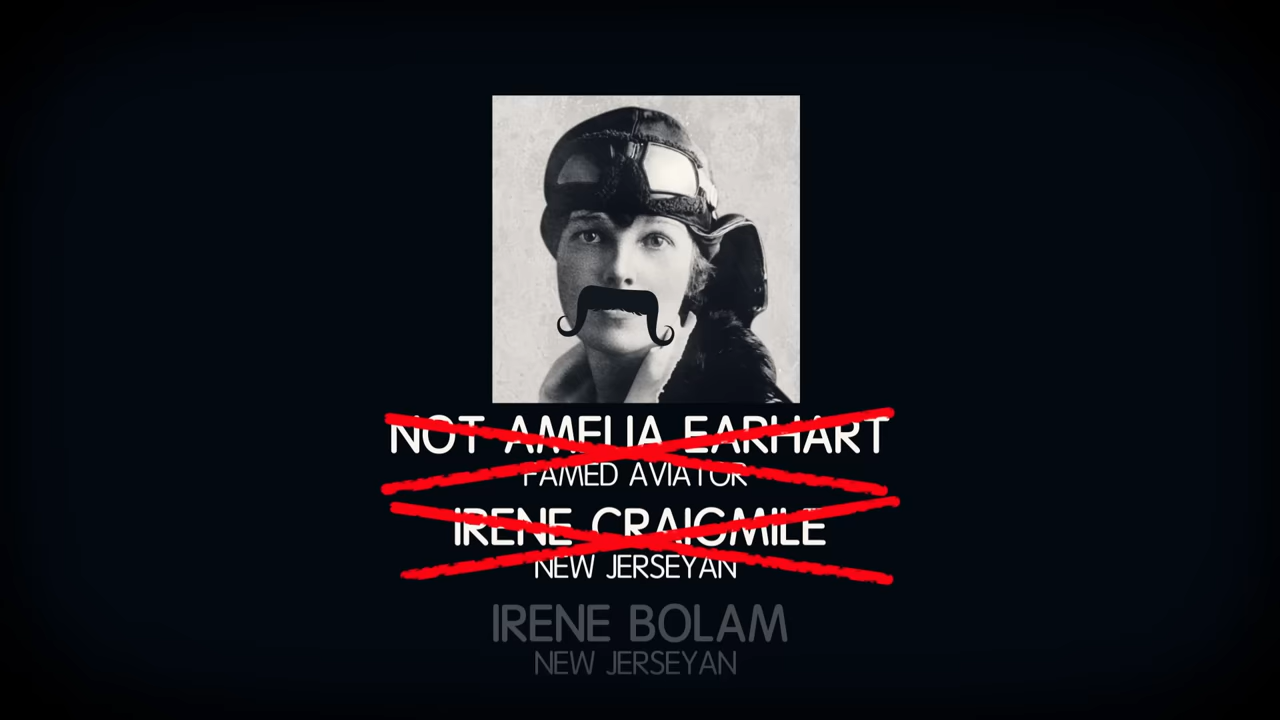 NOT AMELIA EARHART
FAMED AVIATOR
IRENE CRAIGMILE
NEW JERSEYAN
IRENE BOLAM
NEW JERSEYAN